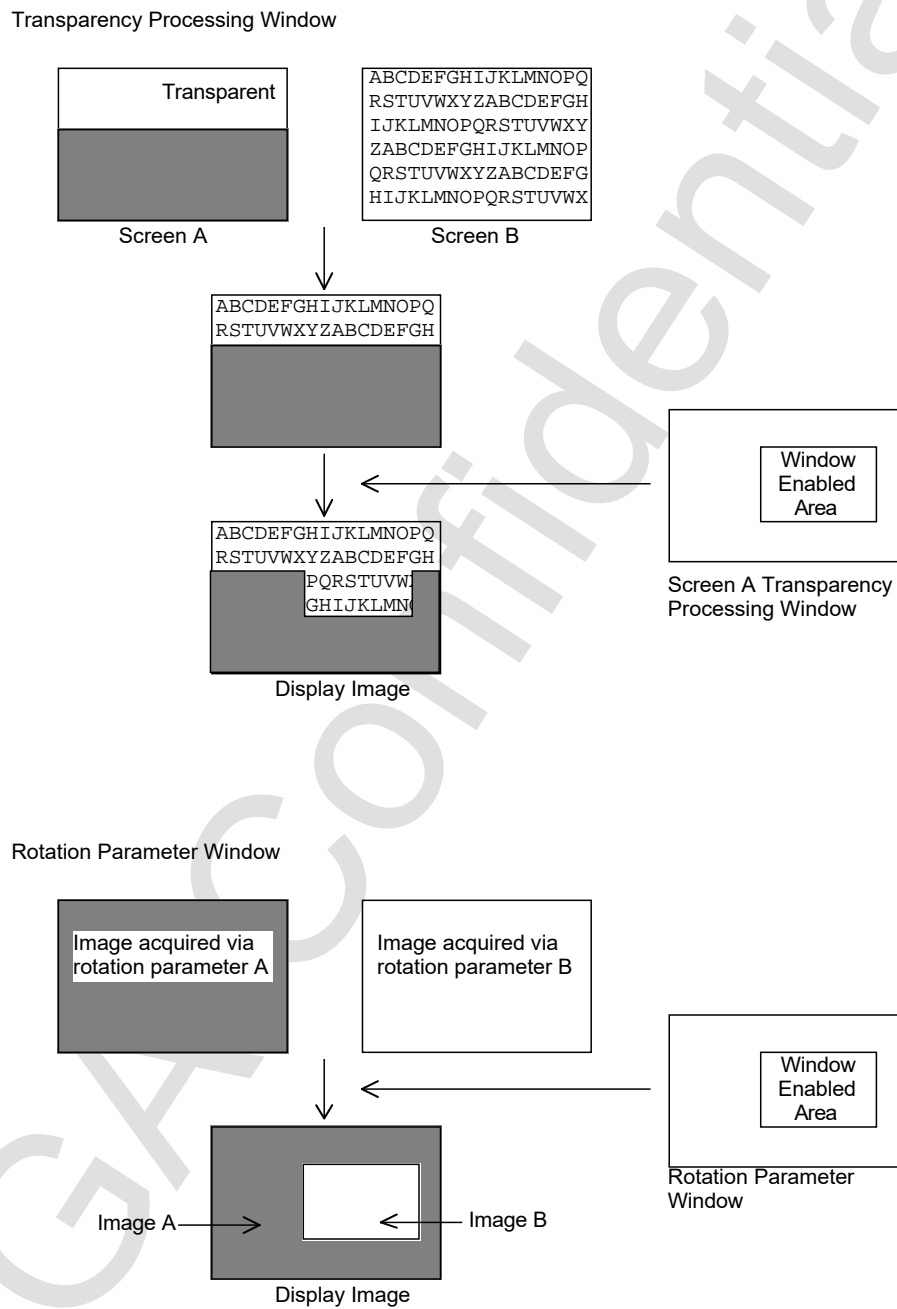 Transparency Processing Window
Transparent
ABCDEFGHIJKLMNOPQ
RSTUVWXYZABCDEFGH
IJKLMNOPQRSTUVWXY
ZABCDEFGHIJKLMNOP
QRSTUVWXYZABCDEFG
HIJKLMNOPQRSTUVWX
Screen A
Screen B
ABCDEFGHIJKLMNOPQ
RSTUVWXYZABCDEFGH
Window
Enabled
Area
ABCDEFGHIJKLMNOPQ
RSTUVWXYZABCDEFGH
PQRSTUVW
GHIJKLMN
Screen A Transparency
Processing Window
Display Image
Rotation Parameter Window
Image acquired via
rotation parameter A
Image acquired via
rotation parameter B
Window
Enabled
Area
Rotation Parameter
Window
Image A
Image B
Display Image
GA Confidentia